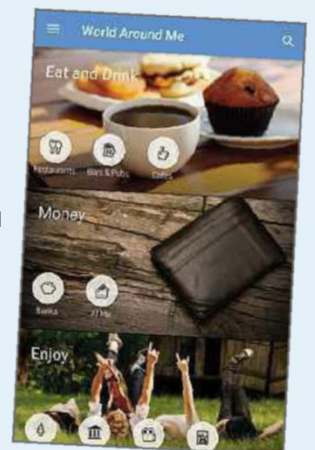 World Around Me
Eat and Drink
Restaurants Bars & Pubs Cafes
Money
Banks ATMs
Enjoy